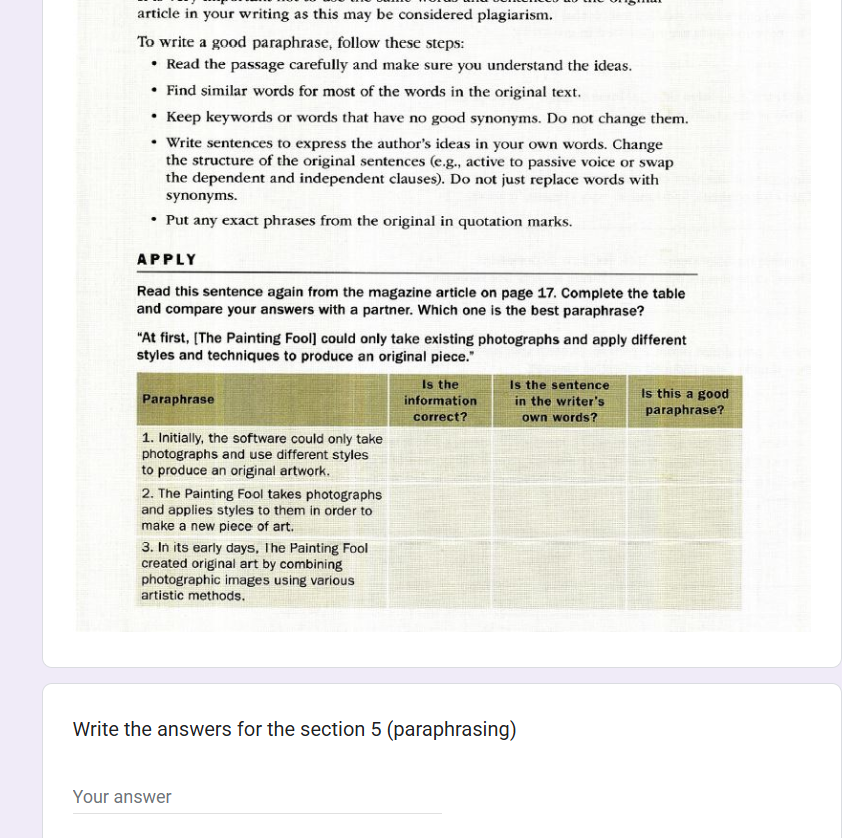 article in your writing as this may be considered plagiarism.
To write a good paraphrase, follow these steps:
• Read the passage carefully and make sure you understand the ideas.
• Find similar words for most of the words in the original text.
• Keep keywords or words that have no good synonyms. Do not change them.
• Write sentences to express the author's ideas in your own words. Change
the structure of the original sentences (e.g., active to passive voice or swap
the dependent and independent clauses). Do not just replace words with
synonyms.
• Put any exact phrases from the original in quotation marks.
APPLY
Read this sentence again from the magazine article on page 17. Complete the table
and compare your answers with a partner. Which one is the best paraphrase?
"At first, [The Painting Fool] could only take existing photographs and apply different
styles and techniques to produce an original piece."
Paraphrase
Is the
information
correct?
Is the sentence
in the writer's
own words?
Is this a good
paraphrase?
1. Initially, the software could only take
photographs and use different styles
to produce an original artwork.
2. The Painting Fool takes photographs
and applies styles to them in order to
make a new piece of art.
3. In its early days, The Painting Fool
created original art by combining
photographic images using various
artistic methods.
Write the answers for the section 5 (paraphrasing)
Your answer